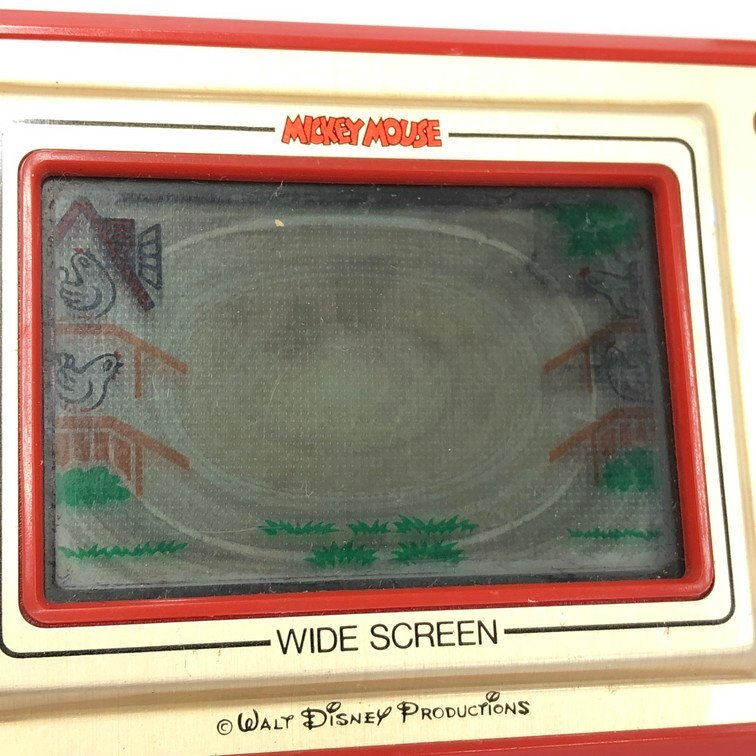 MICKEY MOUSE
WIDE SCREEN
© WALT DISNEY PRODUCTIONS